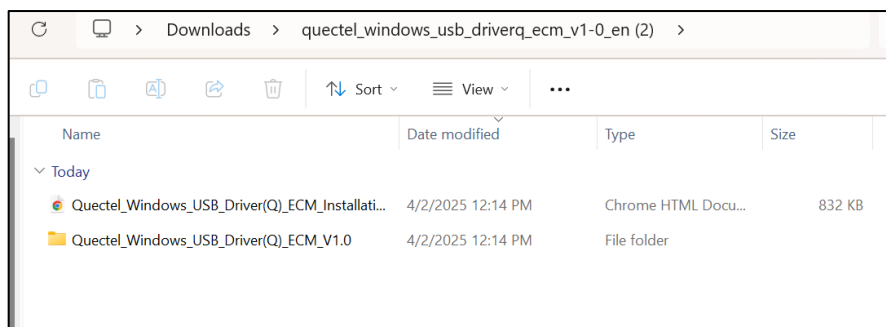 Downloads > quectel_windows_usb_driverq_ecm_v1-0_en (2) >
Sort View ...
Name Date modified Type Size
Today
Quectel_Windows_USB_Driver(Q)_ECM_Installati... 4/2/2025 12:14 PM Chrome HTML Docu... 832 KB
Quectel_Windows_USB_Driver(Q)_ECM_V1.0 4/2/2025 12:14 PM File folder